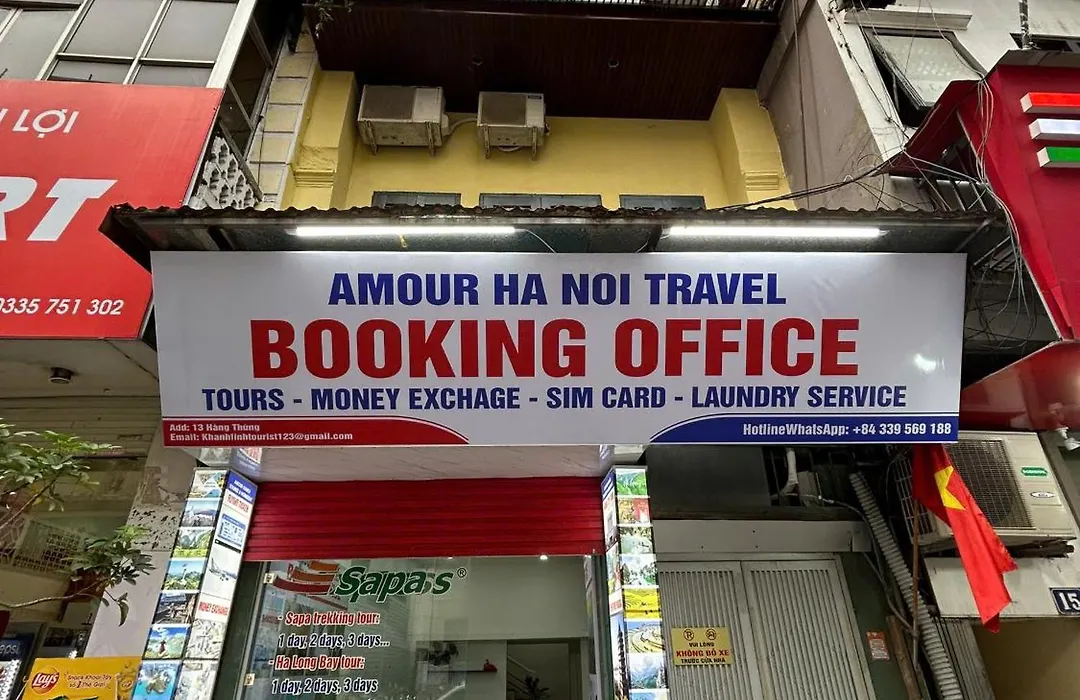 I LỢI
RT
0335 751 302
AMOUR HA NOI TRAVEL
BOOKING OFFICE
TOURS - MONEY EXCHAGE - SIM CARD - LAUNDRY SERVICE
Add: 13 Hàng Thùng
Email: Khanhlinhtourist123@gmail.com
HotlineWhatsApp: +84 339 569 188
Sapa's®
- Sapa trekking tour:
1 day, 2 days, 3 days...
- Ha Long Bay tour:
1 day, 2 days, 3 days
MONEY EXCHANGE
VUI LÒNG
KHÔNG ĐỖ XE
TRƯỚC CỬA NHÀ
15
Lay's